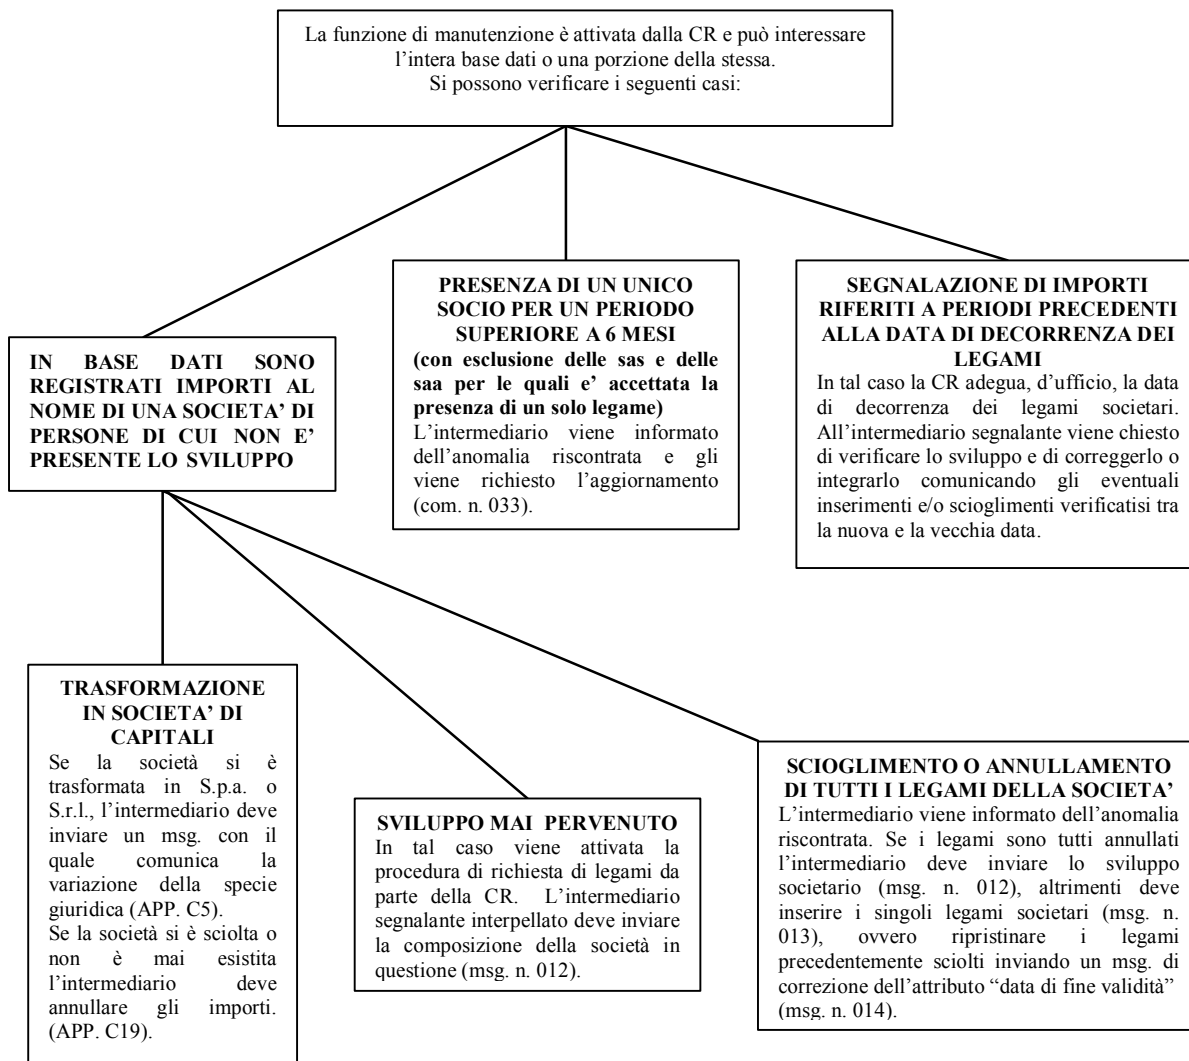 La funzione di manutenzione è attivata dalla CR e può interessare
l’intera base dati o una porzione della stessa.
Si possono verificare i seguenti casi:
IN BASE DATI SONO
REGISTRATI IMPORTI AL
NOME DI UNA SOCIETA’ DI
PERSONE DI CUI NON E’
PRESENTE LO SVILUPPO
PRESENZA DI UN UNICO
SOCIO PER UN PERIODO
SUPERIORE A 6 MESI
(con esclusione delle sas e delle
saa per le quali e’ accettata la
presenza di un solo legame)
L’intermediario viene informato
dell’anomalia riscontrata e gli
viene richiesto l’aggiornamento
(com. n. 033).
SEGNALAZIONE DI IMPORTI
RIFERITI A PERIODI PRECEDENTI
ALLA DATA DI DECORRENZA DEI
LEGAMI
In tal caso la CR adegua, d’ufficio, la data
di decorrenza dei legami societari.
All’intermediario segnalante viene chiesto
di verificare lo sviluppo e di correggerlo o
integrarlo comunicando gli eventuali
inserimenti e/o scioglimenti verificatisi tra
la nuova e la vecchia data.
TRASFORMAZIONE
IN SOCIETA’ DI
CAPITALI
Se la società si è
trasformata in S.p.a. o
S.r.l., l’intermediario deve
inviare un msg. con il
quale comunica la
variazione della specie
giuridica (APP. C5).
Se la società si è sciolta o
non è mai esistita
l’intermediario deve
annullare gli importi.
(APP. C19).
SVILUPPO MAI PERVENUTO
In tal caso viene attivata la
procedura di richiesta di legami da
parte della CR. L’intermediario
segnalante interpellato deve inviare
la composizione della società in
questione (msg. n. 012).
SCIOGLIMENTO O ANNULLAMENTO
DI TUTTI I LEGAMI DELLA SOCIETA’
L’intermediario viene informato dell’anomalia
riscontrata. Se i legami sono tutti annullati
l’intermediario deve inviare lo sviluppo
societario (msg. n. 012), altrimenti deve
inserire i singoli legami societari (msg. n.
013), ovvero ripristinare i legami
precedentemente sciolti inviando un msg. di
correzione dell’attributo “data di fine validità”
(msg. n. 014).